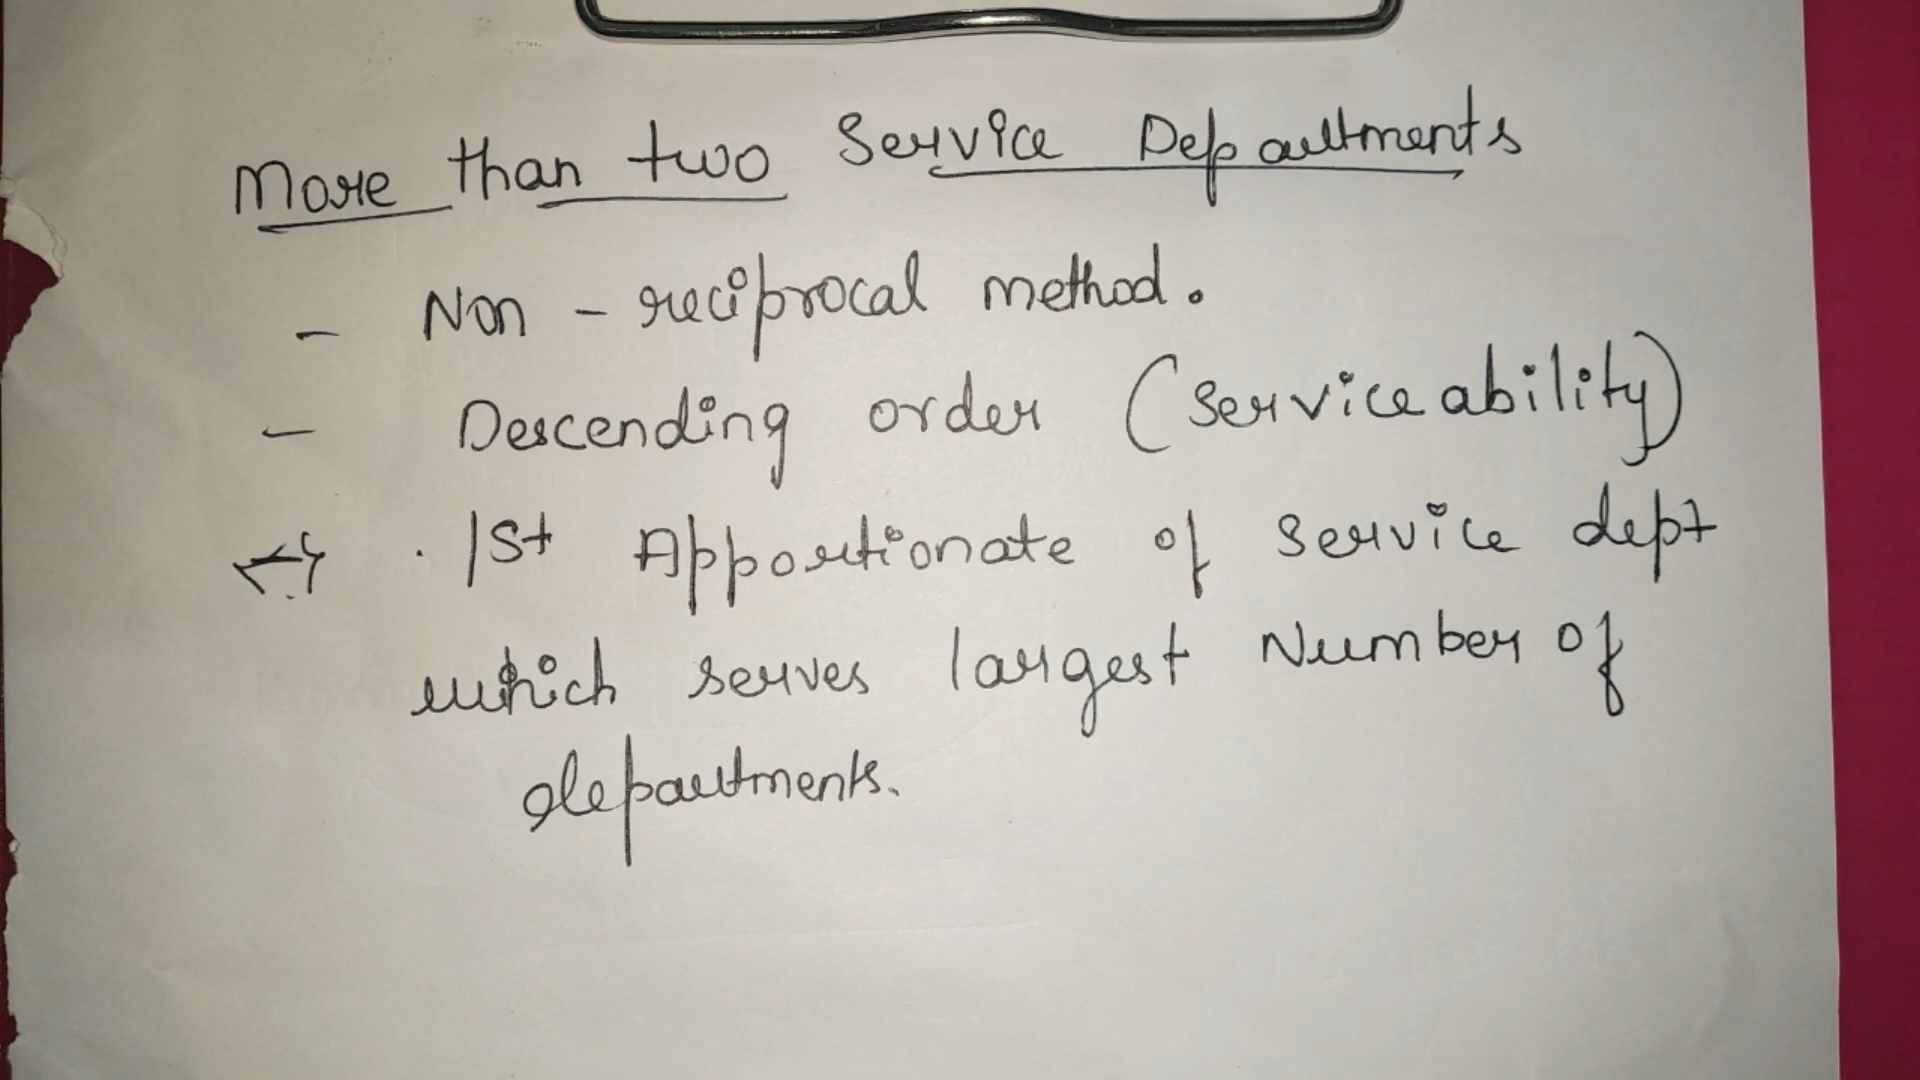 More than two Service Departments
- Non - reciprocal method.
- Descending order (serviceability)
. 1st Apportionate of service dept
which serves largest Number of
departments.